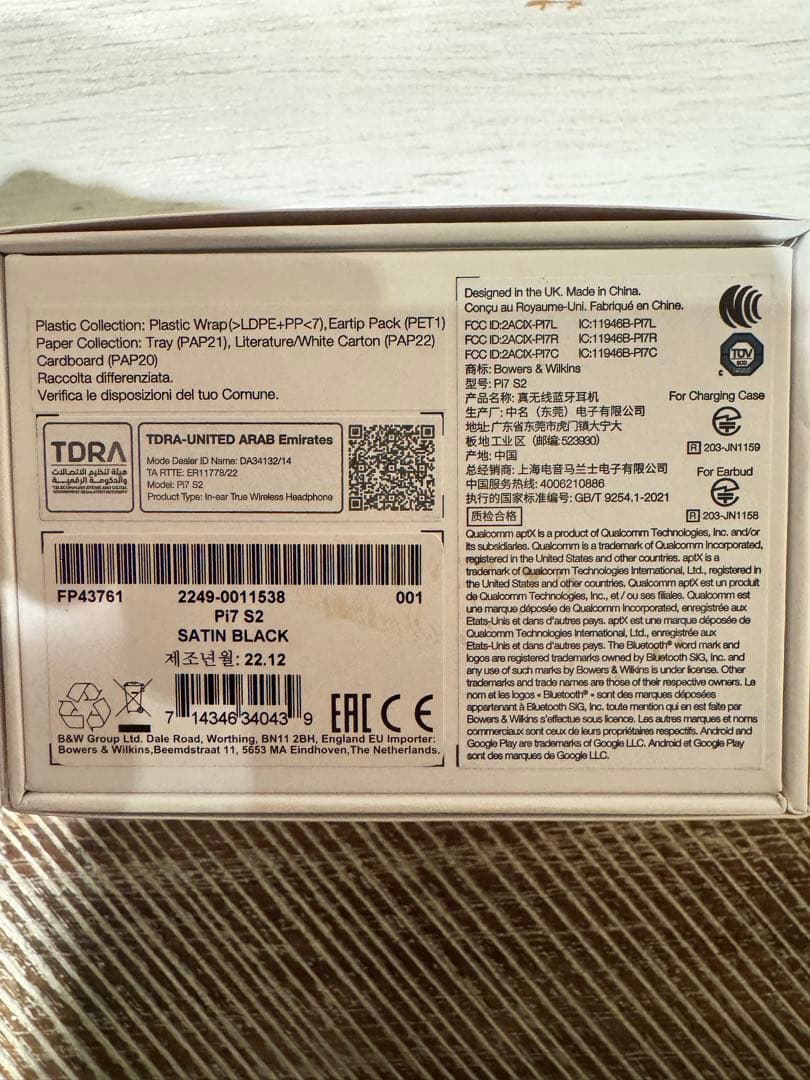 Plastic Collection: Plastic Wrap(>LDPE+PP<7), Eartip Pack (PET1)
Paper Collection: Tray (PAP21), Literature/White Carton (PAP22)
Cardboard (PAP20)
Raccolta differenziata.
Verifica le disposizioni del tuo Comune.
TDRA
هيئة تنظيم الاتصالات
والحكومة الرقمية
TELECOMMUNICATIONS AND DIGITAL
GOVERNMENT REGULATORY AUTHORITY
TDRA-UNITED ARAB Emirates
Mode Dealer ID Name: DA34132/14
TA RTTE: ER11778/22
Model: Pi7 S2
Product Type: In-ear True Wireless Headphone
FP43761 2249-0011538 001
Pi7 S2
SATIN BLACK
제조년월: 22.12
7 14346 34043 9
EAC CE
B&W Group Ltd. Dale Road, Worthing, BN11 2BH, England EU Importer:
Bowers & Wilkins,Beemdstraat 11, 5653 MA Eindhoven,The Netherlands.
Designed in the UK. Made in China.
Conçu au Royaume-Uni. Fabriqué en Chine.
FCC ID:2ACIX-PI7L IC:11946B-PI7L
FCC ID:2ACIX-PI7R IC:11946B-PI7R
FCC ID:2ACIX-PI7C IC:11946B-PI7C
商标: Bowers & Wilkins
型号: Pi7 S2
产品名称: 真无线蓝牙耳机
生产厂: 中名（东莞）电子有限公司
地址:广东省东莞市虎门镇大宁大
板地工业区（邮编:523930）
产地: 中国
总经销商: 上海电音马兰士电子有限公司
中国服务热线: 4006210886
执行的国家标准编号: GB/T 9254.1-2021
质检合格
TÜV
SÜD
For Charging Case
R 203-JN1159
For Earbud
R 203-JN1158
Qualcomm aptX is a product of Qualcomm Technologies, Inc. and/or
its subsidiaries. Qualcomm is a trademark of Qualcomm Incorporated,
registered in the United States and other countries. aptX is a
trademark of Qualcomm Technologies International, Ltd., registered in
the United States and other countries. Qualcomm aptX est un produit
de Qualcomm Technologies, Inc., et / ou ses filiales. Qualcomm est
une marque déposée de Qualcomm Incorporated, enregistrée aux
Etats-Unis et dans d'autres pays. aptX est une marque déposée de
Qualcomm Technologies International, Ltd., enregistrée aux
Etats-Unis et dans d'autres pays. The Bluetooth® word mark and
logos are registered trademarks owned by Bluetooth SIG, Inc. and
any use of such marks by Bowers & Wilkins is under license. Other
trademarks and trade names are those of their respective owners. Le
nom et les logos « Bluetooth® » sont des marques déposées
appartenant à Bluetooth SIG, Inc. toute mention qui en est faite par
Bowers & Wilkins s'effectue sous licence. Les autres marques et noms
commerciaux sont ceux de leurs propriétaires respectifs. Android and
Google Play are trademarks of Google LLC. Android et Google Play
sont des marques de Google LLC.